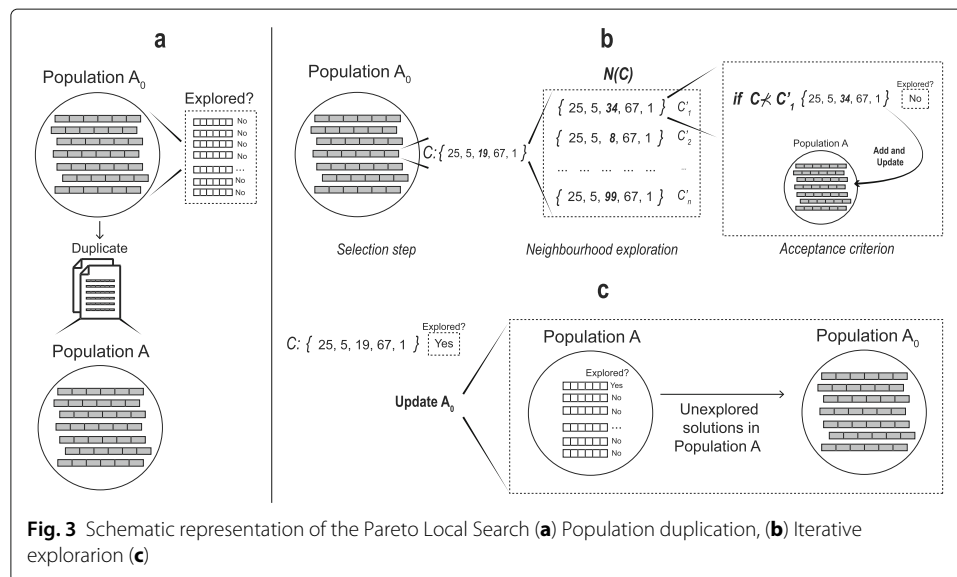 a
Population A0
Explored?
No
No
No
No
...
No
No
Duplicate
Population A
b
Population A0
C:{ 25, 5, 19, 67, 1 }
Selection step
N(C)
{ 25, 5, 34, 67, 1 } C'1
{ 25, 5, 8, 67, 1 } C'2
... ... ... ... ... ..
{ 25, 5, 99, 67, 1 } C'n
Neighbourhood exploration
Explored?
if C⊀ C'1 { 25, 5, 34, 67, 1 } No
Population A
Add and
Update
Acceptance criterion
c
Explored?
C: { 25, 5, 19, 67, 1 } Yes
Update A0
Population A
Explored?
Yes
No
No
...
No
No
Unexplored
solutions in
Population A
Population A0
Fig. 3 Schematic representation of the Pareto Local Search (a) Population duplication, (b) Iterative
explorarion (c)